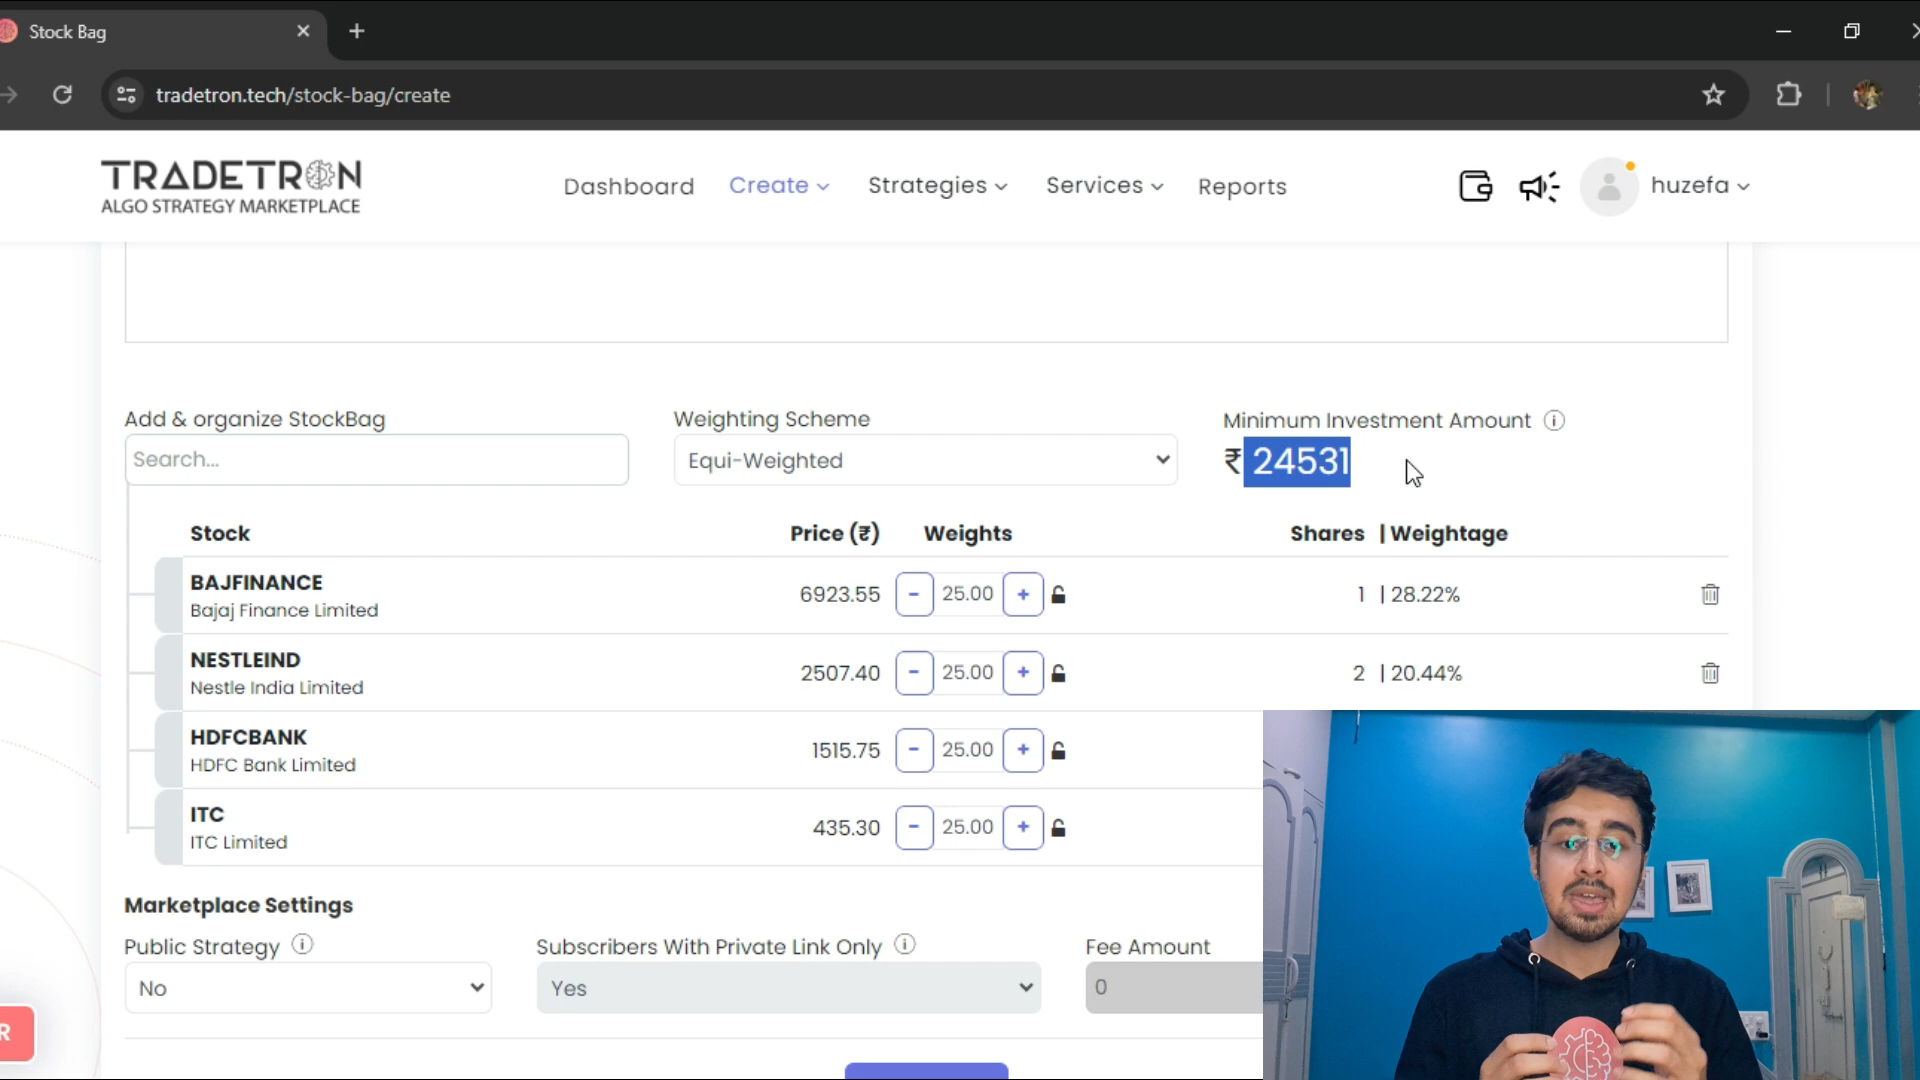 Stock Bag
tradetron.tech/stock-bag/create
TRADETRON
ALGO STRATEGY MARKETPLACE
Dashboard
Create
Strategies
Services
Reports
huzefa
Add & organize StockBag
Search...
Weighting Scheme
Equi-Weighted
Minimum Investment Amount
₹ 24531
Stock Price (₹) Weights Shares | Weightage
BAJFINANCE
Bajaj Finance Limited
6923.55 - 25.00 + 1 | 28.22%
NESTLEIND
Nestle India Limited
2507.40 - 25.00 + 2 | 20.44%
HDFCBANK
HDFC Bank Limited
1515.75 - 25.00 +
ITC
ITC Limited
435.30 - 25.00 +
Marketplace Settings
Public Strategy
No
Subscribers With Private Link Only
Yes
Fee Amount
0
R